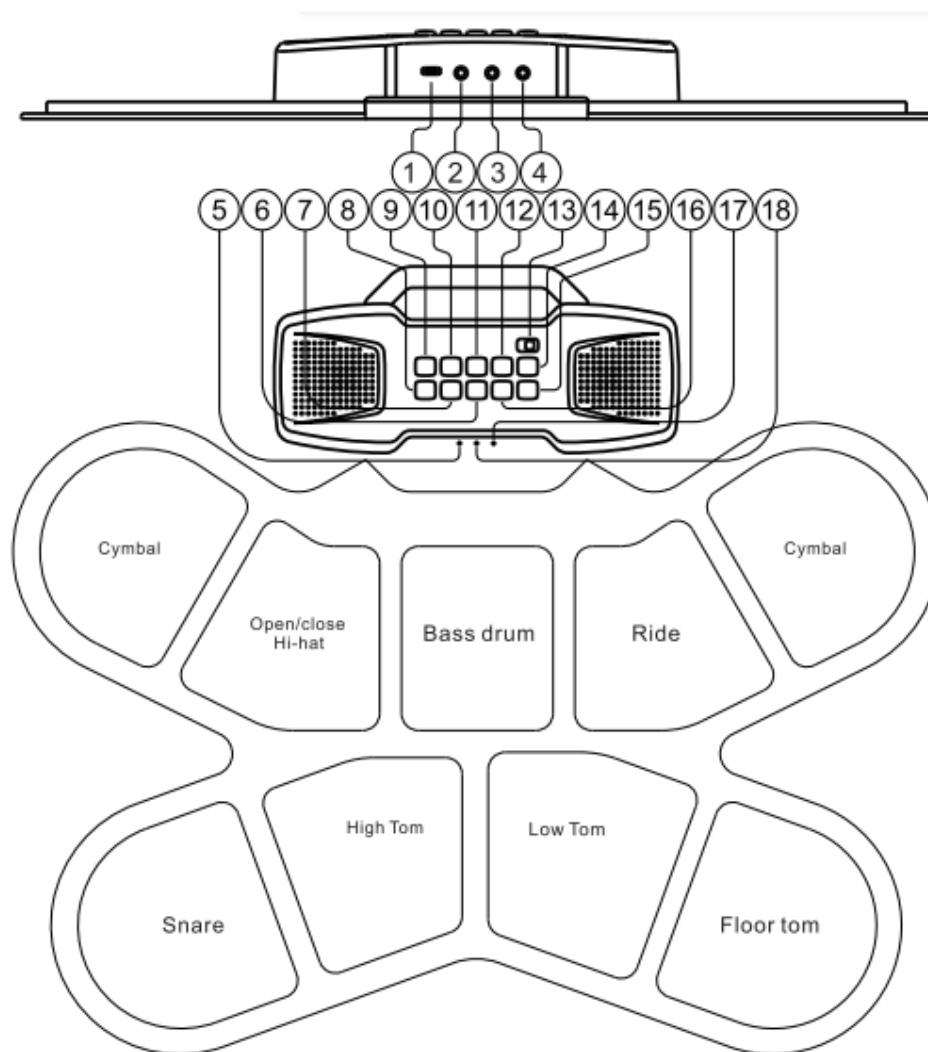 1 2 3 4
5 6 7 8 9 10 11 12 13 14 15 16 17 18
Cymbal
Cymbal
Open/close
Hi-hat
Bass drum
Ride
High Tom
Low Tom
Snare
Floor tom